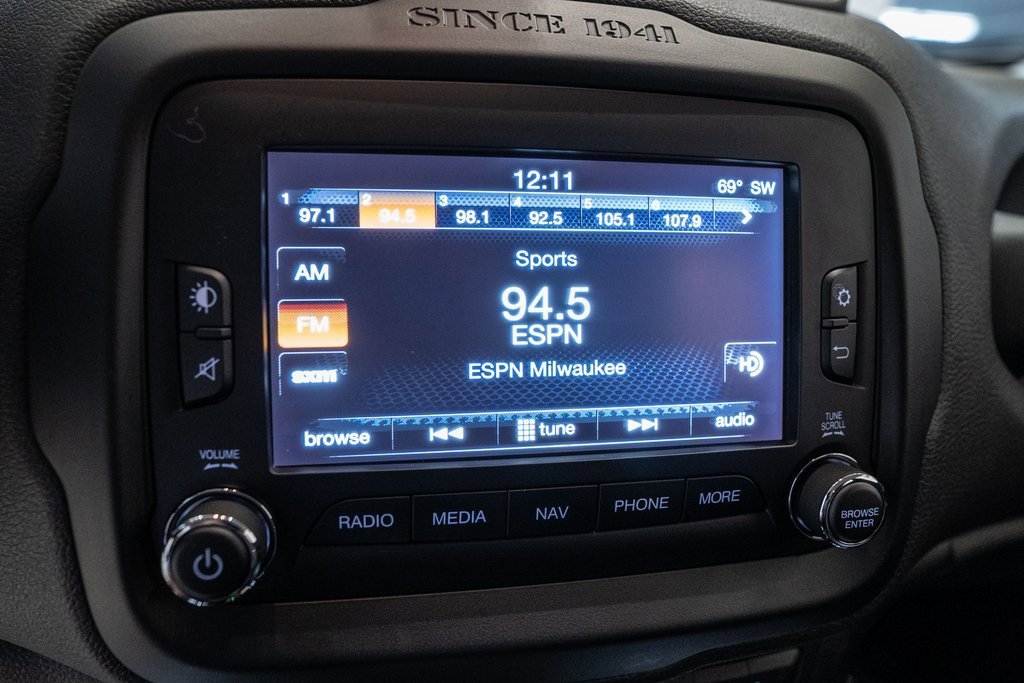 SINCE 1941
12:11
69° SW
1 2 3 4 5 6
97.1 94.5 98.1 92.5 105.1 107.9
AM
FM
sxm
Sports
94.5
ESPN
ESPN Milwaukee
HD
browse tune audio
VOLUME
TUNE
SCROLL
RADIO MEDIA NAV PHONE MORE
BROWSE
ENTER